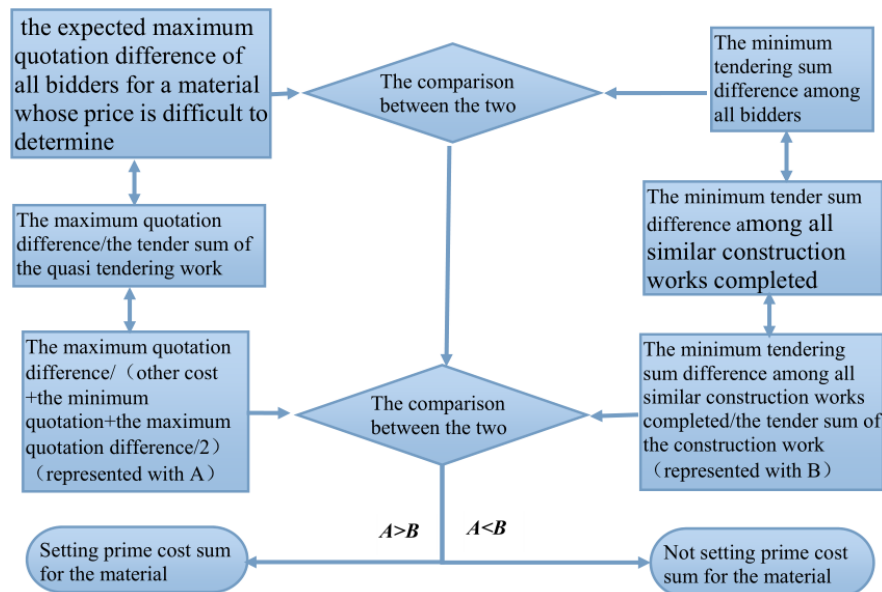 the expected maximum
quotation difference of
all bidders for a material
whose price is difficult to
determine
The comparison
between the two
The minimum
tendering sum
difference among
all bidders
The maximum quotation
difference/the tender sum of
the quasi tendering work
The minimum tender sum
difference among all
similar construction
works completed
The maximum quotation
difference/（other cost
+the minimum
quotation+the maximum
quotation difference/2）
（represented with A）
The comparison
between the two
The minimum tendering
sum difference among all
similar construction works
completed/the tender sum of
the construction work
（represented with B）
A>B
A<B
Setting prime cost sum
for the material
Not setting prime cost
sum for the material